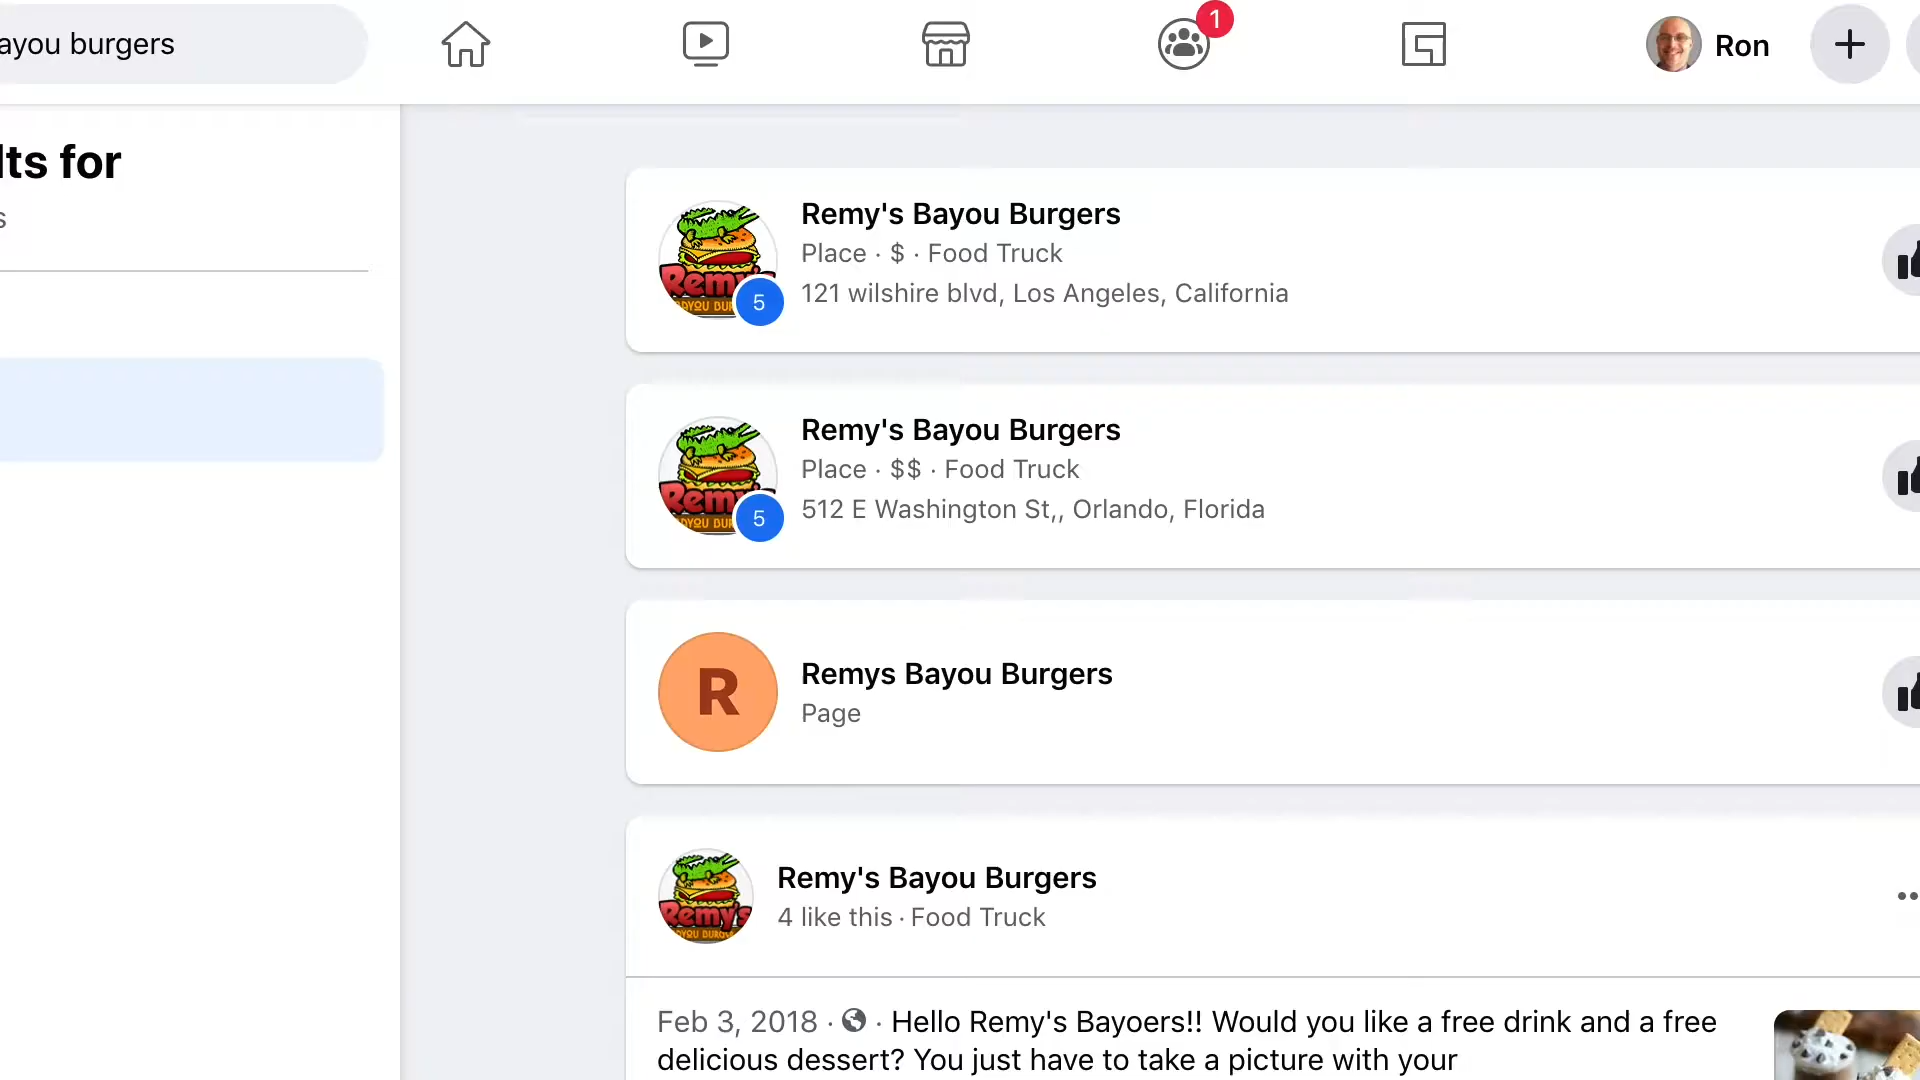 ayou burgers
1
Ron
lts for
s
Remy's Bayou Burgers
Place · $ · Food Truck
121 wilshire blvd, Los Angeles, California
5
Remy's Bayou Burgers
Place · $$ · Food Truck
512 E Washington St,, Orlando, Florida
5
R
Remys Bayou Burgers
Page
Remy's
Remy's Bayou Burgers
4 like this · Food Truck
Feb 3, 2018 · · Hello Remy's Bayoers!! Would you like a free drink and a free
delicious dessert? You just have to take a picture with your